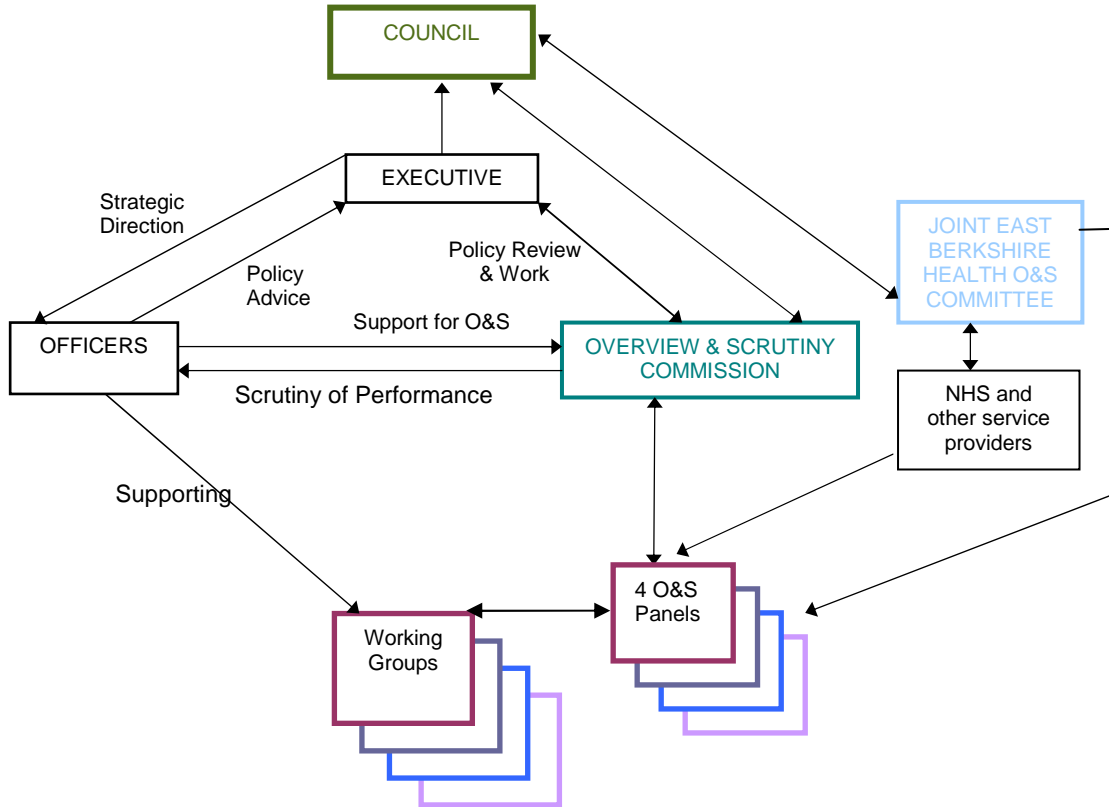 COUNCIL
EXECUTIVE
Strategic
Direction
Policy
Advice
Policy Review
& Work
JOINT EAST
BERKSHIRE
HEALTH O&S
COMMITTEE
OFFICERS
Support for O&S
Scrutiny of Performance
OVERVIEW & SCRUTINY
COMMISSION
NHS and
other service
providers
Supporting
4 O&S
Panels
Working
Groups